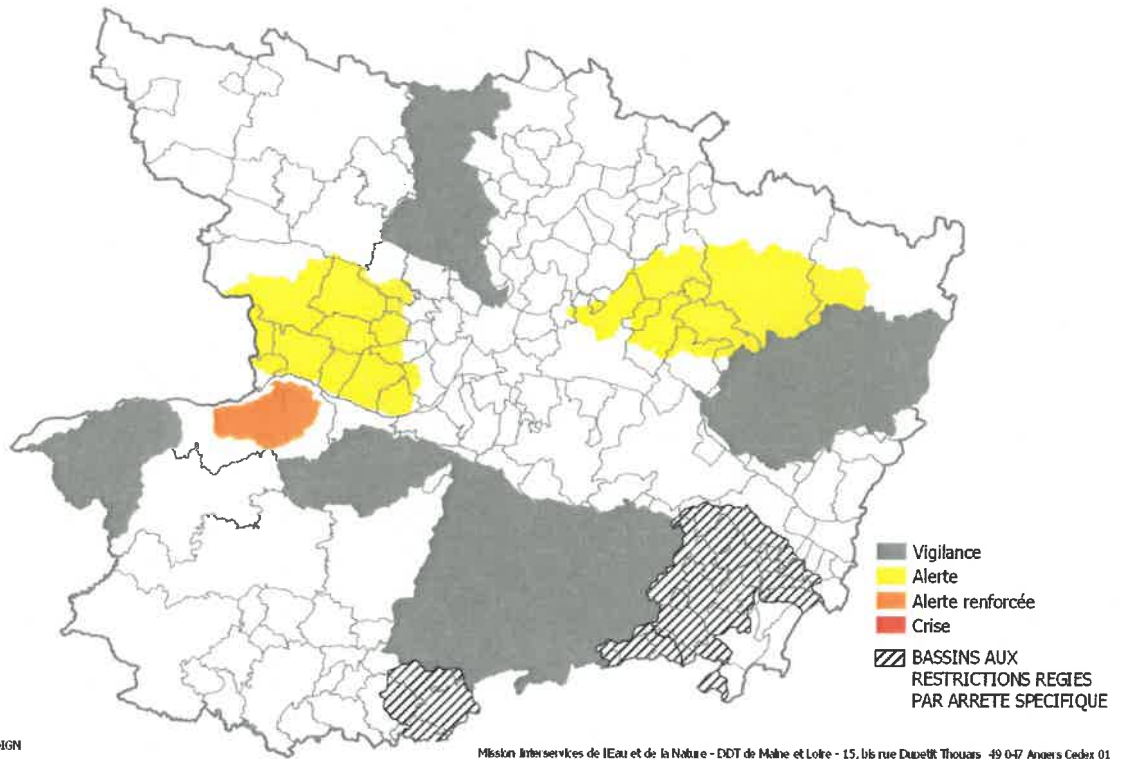 Vigilance
Alerte
Alerte renforcée
Crise
BASSINS AUX
RESTRICTIONS REGIES
PAR ARRETE SPECIFIQUE
IGN
Mission Interservices de l'Eau et de la Nature - DDT de Maine et Loire - 15, bis rue Dupetit Thouars 49 047 Angers Cedex 01